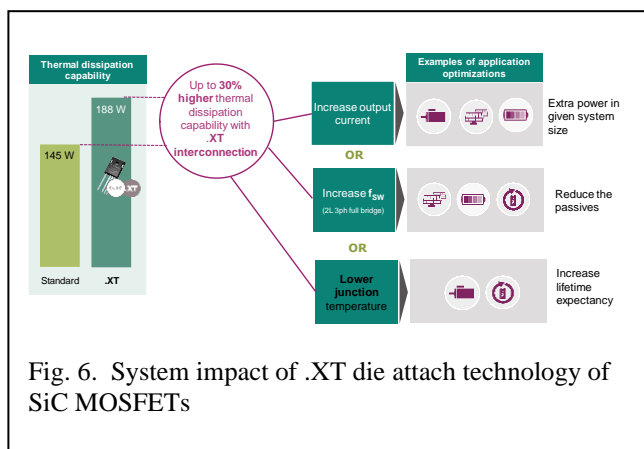 Thermal dissipation
capability
188 W
145 W
.XT
Standard
.XT
Up to 30%
higher thermal
dissipation
capability with
.XT
interconnection
Increase output
current
OR
Increase fsw
(2L 3ph full bridge)
OR
Lower
junction
temperature
Examples of application
optimizations
Extra power in
given system
size
Reduce the
passives
Increase
lifetime
expectancy
Fig. 6. System impact of .XT die attach technology of
SiC MOSFETs